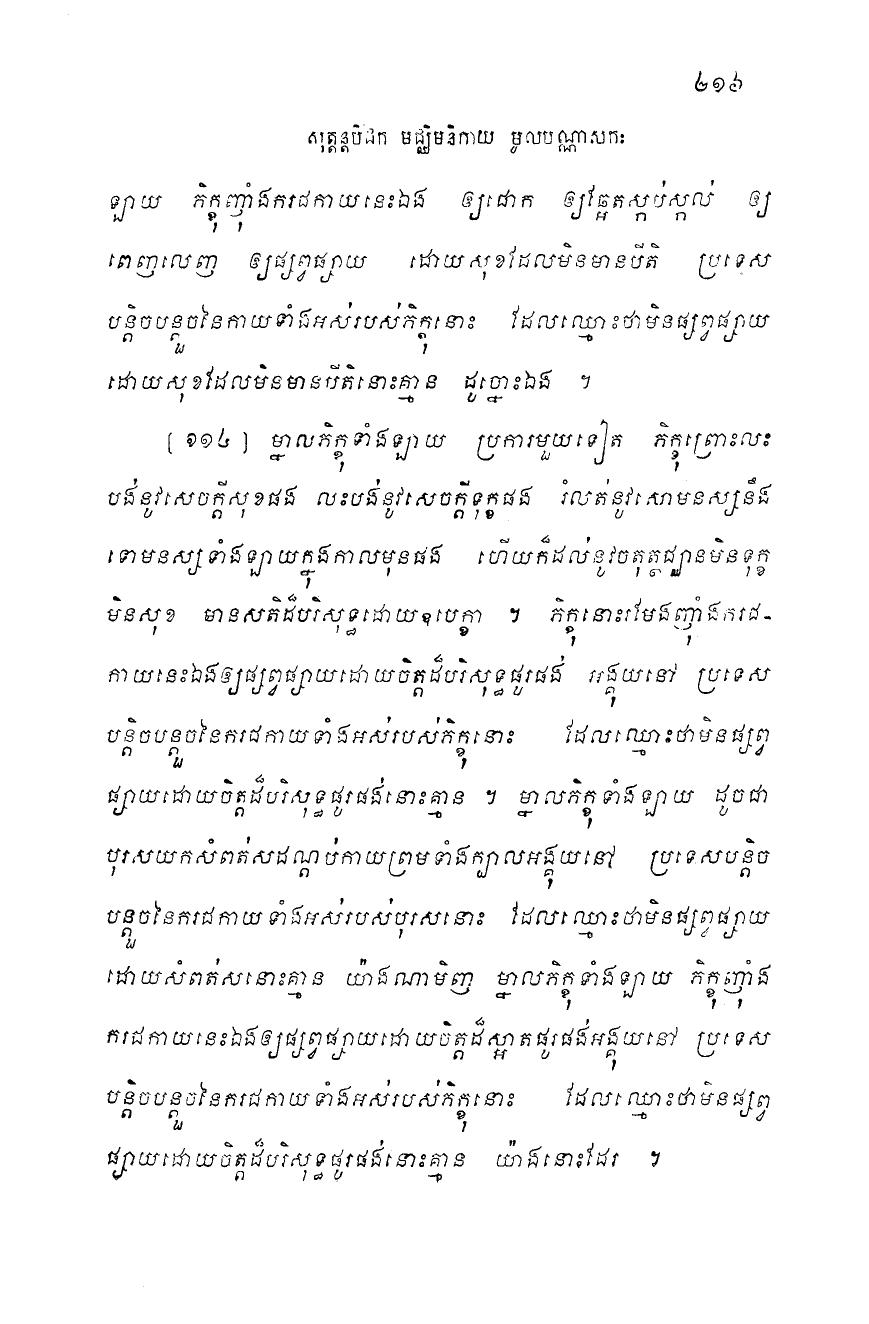 ២១៦
សុត្តន្តបិដក មជ្ឈិមនិកាយ មូលបណ្ណាសកៈ
ឡាយ ភិក្ខុញ៉ាំងករជកាយនេះឯង ឲ្យជោក ឲ្យឆ្អែតស្កប់ស្កល់ ឲ្យ
ពេញលេញ ឲ្យផ្សព្វផ្សាយ ដោយសុខដែលមិនមានបីតិ ប្រទេស
បន្តិចបន្តួចនៃកាយទាំងអស់របស់ភិក្ខុនោះ ដែលឈ្មោះថាមិនផ្សព្វផ្សាយ
ដោយសុខដែលមិនមានបីតិនោះគ្មាន ដូច្នោះឯង ។
[ ១១៤ ] ម្នាលភិក្ខុទាំងឡាយ ប្រការមួយទៀត ភិក្ខុព្រោះលះ
បង់នូវសេចក្តីសុខផង លះបង់នូវសេចក្តីទុក្ខផង រំលត់នូវសោមនស្សនឹង
ទោមនស្សទាំងឡាយក្នុងកាលមុនផង ហើយក៏ដល់នូវចតុត្ថជ្ឈានមិនទុក្ខ
មិនសុខ មានសតិដ៏បរិសុទ្ធដោយឧបេក្ខា ។ ភិក្ខុនោះរមែងញ៉ាំងករជ-
កាយនេះឯងឲ្យផ្សព្វផ្សាយដោយចិត្តដ៏បរិសុទ្ធផូរផង់ អង្គុយនៅ ប្រទេស
បន្តិចបន្តួចនៃករជកាយទាំងអស់របស់ភិក្ខុនោះ ដែលឈ្មោះថាមិនផ្សព្វ
ផ្សាយដោយចិត្តដ៏បរិសុទ្ធផូរផង់នោះគ្មាន ។ ម្នាលភិក្ខុទាំងឡាយ ដូចជា
បុរសយកសំពត់សដណ្តប់កាយព្រមទាំងក្បាលអង្គុយនៅ ប្រទេសបន្តិច
បន្តួចនៃករជកាយទាំងអស់របស់បុរសនោះ ដែលឈ្មោះថាមិនផ្សព្វផ្សាយ
ដោយសំពត់សនោះគ្មាន យ៉ាងណាមិញ ម្នាលភិក្ខុទាំងឡាយ ភិក្ខុញ៉ាំង
ករជកាយនេះឯងឲ្យផ្សព្វផ្សាយដោយចិត្តដ៏ស្អាតផូរផង់អង្គុយនៅ ប្រទេស
បន្តិចបន្តួចនៃករជកាយទាំងអស់របស់ភិក្ខុនោះ ដែលឈ្មោះថាមិនផ្សព្វ
ផ្សាយដោយចិត្តដ៏បរិសុទ្ធផូរផង់នោះគ្មាន យ៉ាងនោះដែរ ។